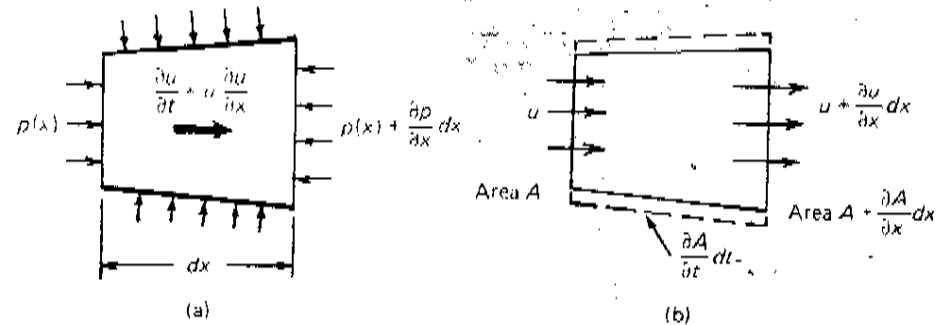 ∂u/∂t + u ∂u/∂x
p(x)
p(x) + ∂p/∂x dx
dx
(a)
u
u + ∂u/∂x dx
Area A
Area A + ∂A/∂x dx
∂A/∂t dt
(b)